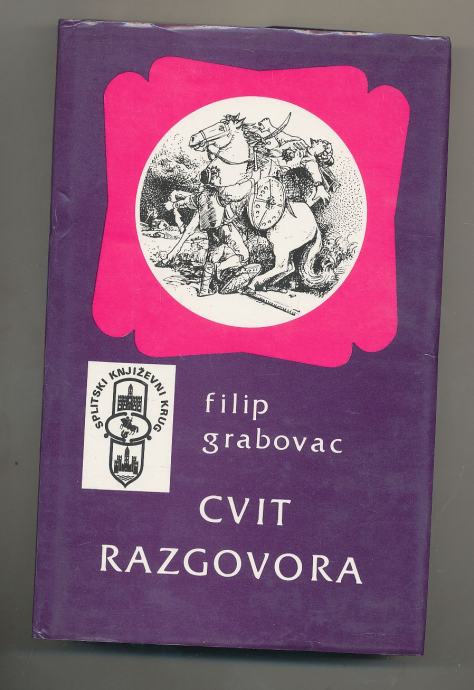 SPLITSKI KNJIŽEVNI KRUG
filip
grabovac
CVIT
RAZGOVORA